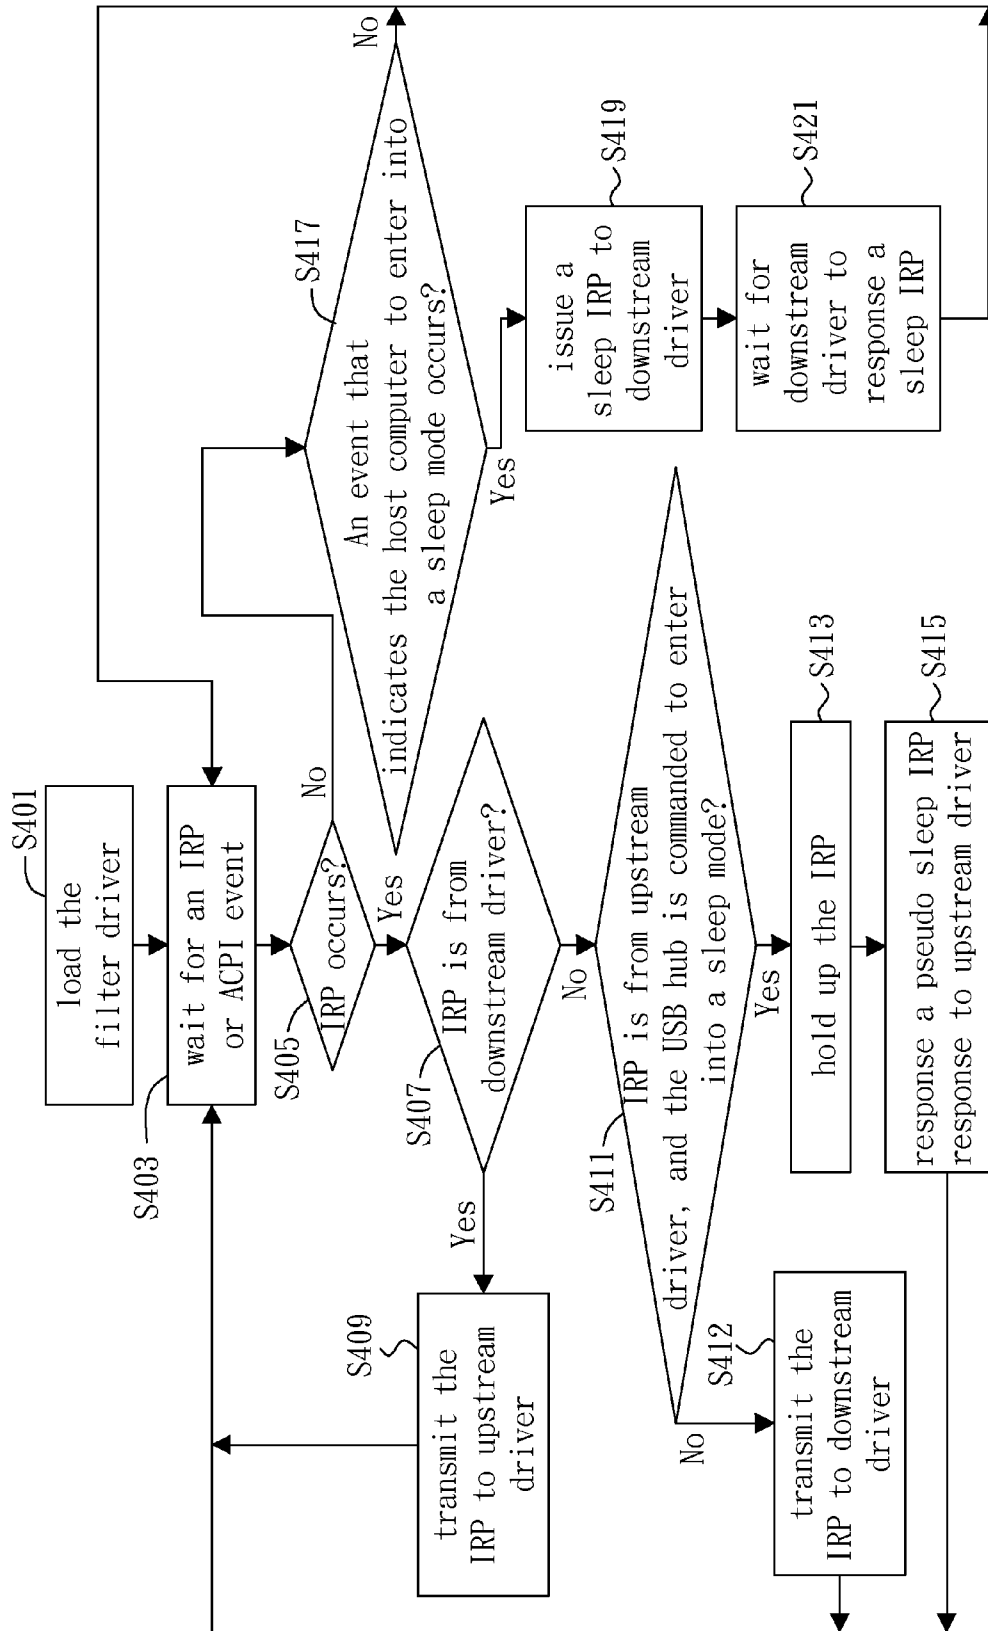 S401
load the
filter driver
S403
wait for an IRP
or ACPI event
S405
IRP occurs?
No
Yes
S407
IRP is from
downstream driver?
Yes
No
S409
transmit the
IRP to upstream
driver
S411
IRP is from upstream
driver, and the USB hub is commanded to enter
into a sleep mode?
No
Yes
S412
transmit the
IRP to downstream
driver
S413
hold up the IRP
S415
response a pseudo sleep IRP
response to upstream driver
S417
An event that
indicates the host computer to enter into
a sleep mode occurs?
No
Yes
S419
issue a
sleep IRP to
downstream
driver
S421
wait for
downstream
driver to
response a
sleep IRP